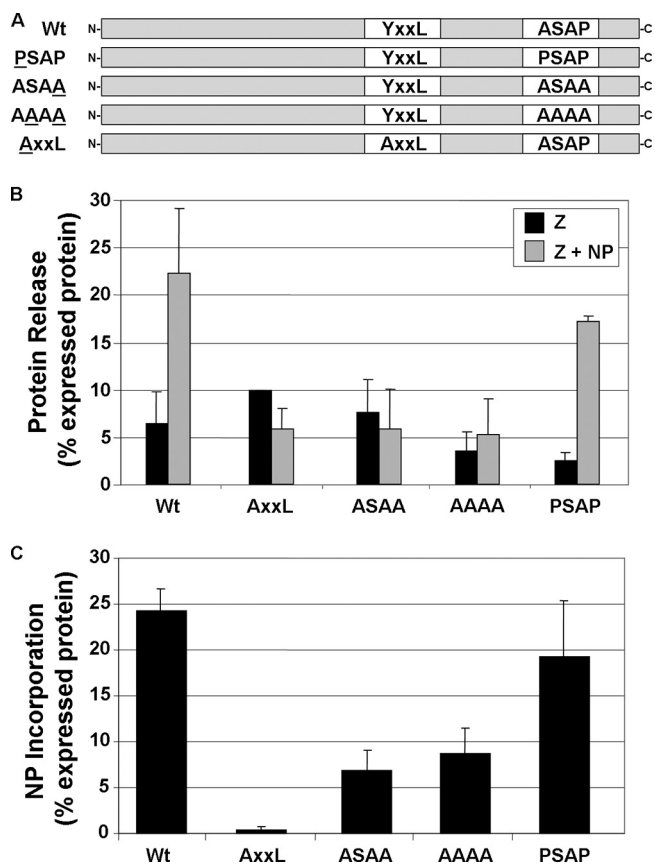 A
Wt N- YxxL ASAP -C
PSAP N- YxxL PSAP -C
ASAA N- YxxL ASAA -C
AAAA N- YxxL AAAA -C
AxxL N- AxxL ASAP -C
B
Protein Release
(% expressed protein)
30
25
20
15
10
5
0
Z
Z + NP
Wt AxxL ASAA AAAA PSAP
C
NP Incorporation
(% expressed protein)
30
25
20
15
10
5
0
Wt AxxL ASAA AAAA PSAP